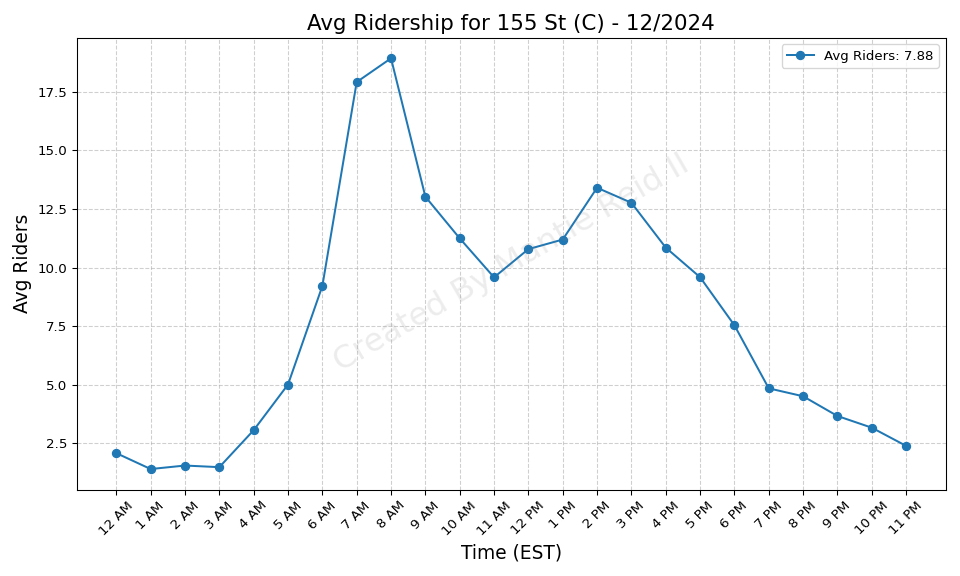 Avg Ridership for 155 St (C) - 12/2024
Avg Riders: 7.88
Avg Riders
17.5
15.0
12.5
10.0
7.5
5.0
2.5
Created By Mantie Reid II
12 AM 1 AM 2 AM 3 AM 4 AM 5 AM 6 AM 7 AM 8 AM 9 AM 10 AM 11 AM 12 PM 1 PM 2 PM 3 PM 4 PM 5 PM 6 PM 7 PM 8 PM 9 PM 10 PM 11 PM
Time (EST)